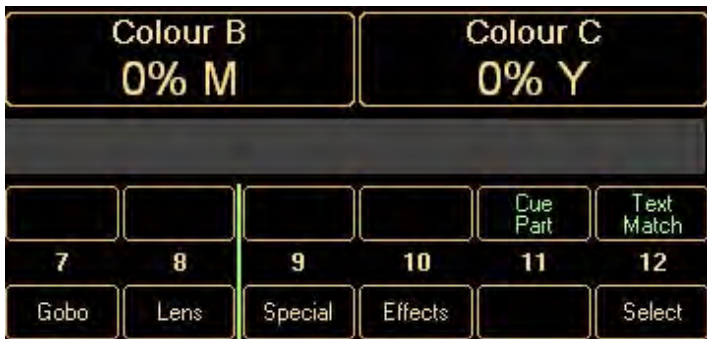 Colour B Colour C
0% M 0% Y
Cue Part Text Match
7 8 9 10 11 12
Gobo Lens Special Effects Select